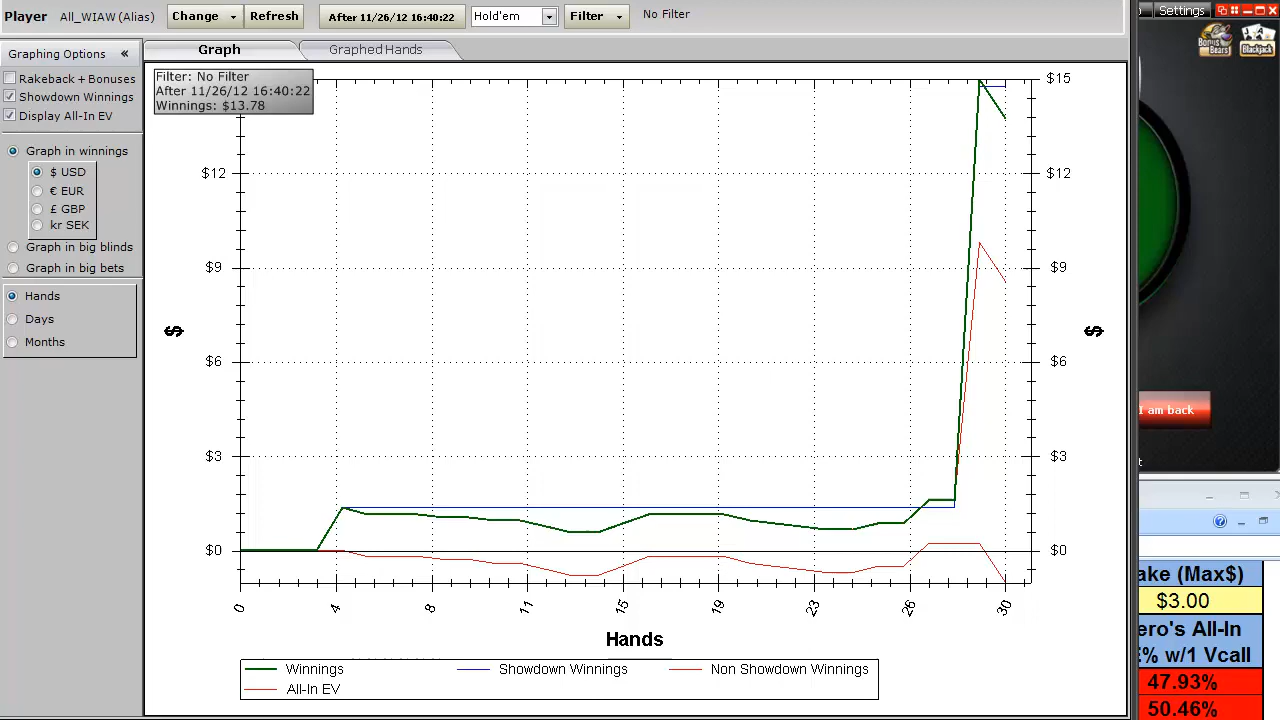 Player All_WIAW (Alias) Change Refresh After 11/26/12 16:40:22 Hold'em Filter No Filter
Settings
Graphing Options «
Graph Graphed Hands
Rakeback + Bonuses
Showdown Winnings
Display All-In EV
Graph in winnings
$ USD
€ EUR
£ GBP
kr SEK
Graph in big blinds
Graph in big bets
Hands
Days
Months
Filter: No Filter
After 11/26/12 16:40:22
Winnings: $13.78
$15
$12 $12
$9 $9
$ $
$6 $6
$3 $3
$0 $0
0 4 8 11 15 19 23 26 30
Hands
Winnings Showdown Winnings Non Showdown Winnings
All-In EV
Bonus Bears
Blackjack
I am back
ake (Max$)
$3.00
ero's All-In
E% w/1 Vcall
47.93%
50.46%